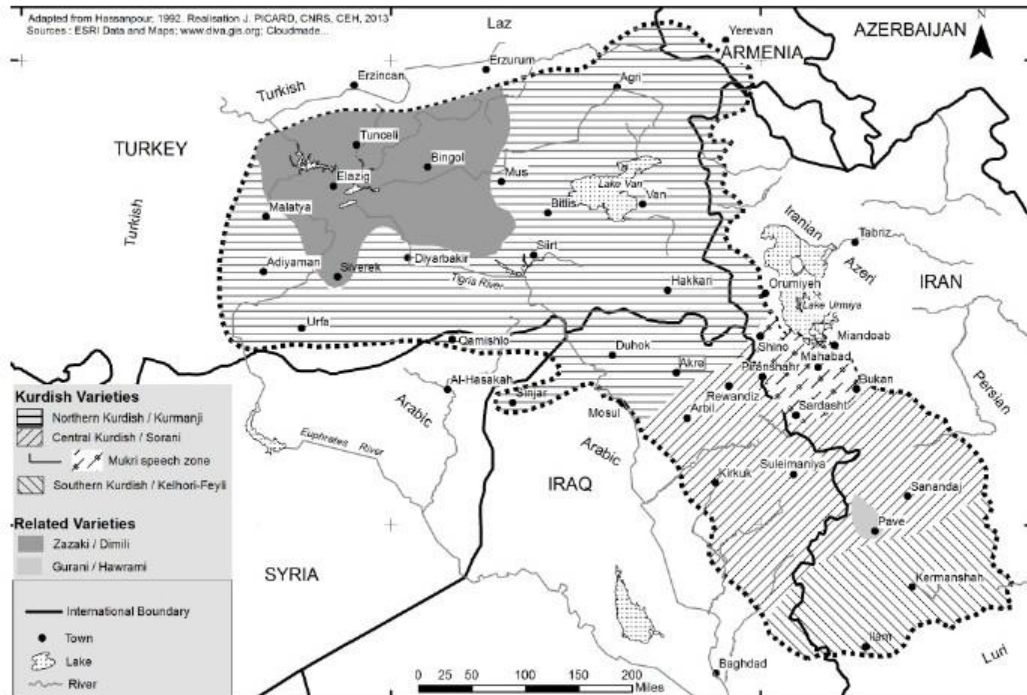 Adapted from Hassanpour, 1992. Realisation J. PICARD, CNRS, CEH, 2013
Sources : ESRI Data and Maps; www.diva.gis.org; Cloudmade...
Laz
Yerevan
AZERBAIJAN
N
ARMENIA
Erzurum
Erzincan
Agri
Turkish
Tunceli
TURKEY
Bingol
Mus
Elazig
Lake Van
Van
Malatya
Bitlis
Turkish
Iranian
Tabriz
Azeri
Siirt
Diyarbakir
Adiyaman
Siverek
Tigris River
Hakkari
Orumiyeh
IRAN
Lake Urmiya
Urfa
Qamishlo
Shino
Miandoab
Duhok
Mahabad
Akre
Piranshahr
Bukan
Al-Hasakah
Rewandiz
Persian
Sinjar
Mosul
Arbil
Sardasht
Arabic
Arabic
Euphrates River
Kirkuk
Suleimaniya
IRAQ
Sanandaj
Pave
SYRIA
Kermanshah
Ilam
Luri
Baghdad
Kurdish Varieties
Northern Kurdish / Kurmanji
Central Kurdish / Sorani
Mukri speech zone
Southern Kurdish / Kelhori-Feyli
Related Varieties
Zazaki / Dimili
Gurani / Hawrami
International Boundary
Town
Lake
River
0 25 50 100 150 200
Miles